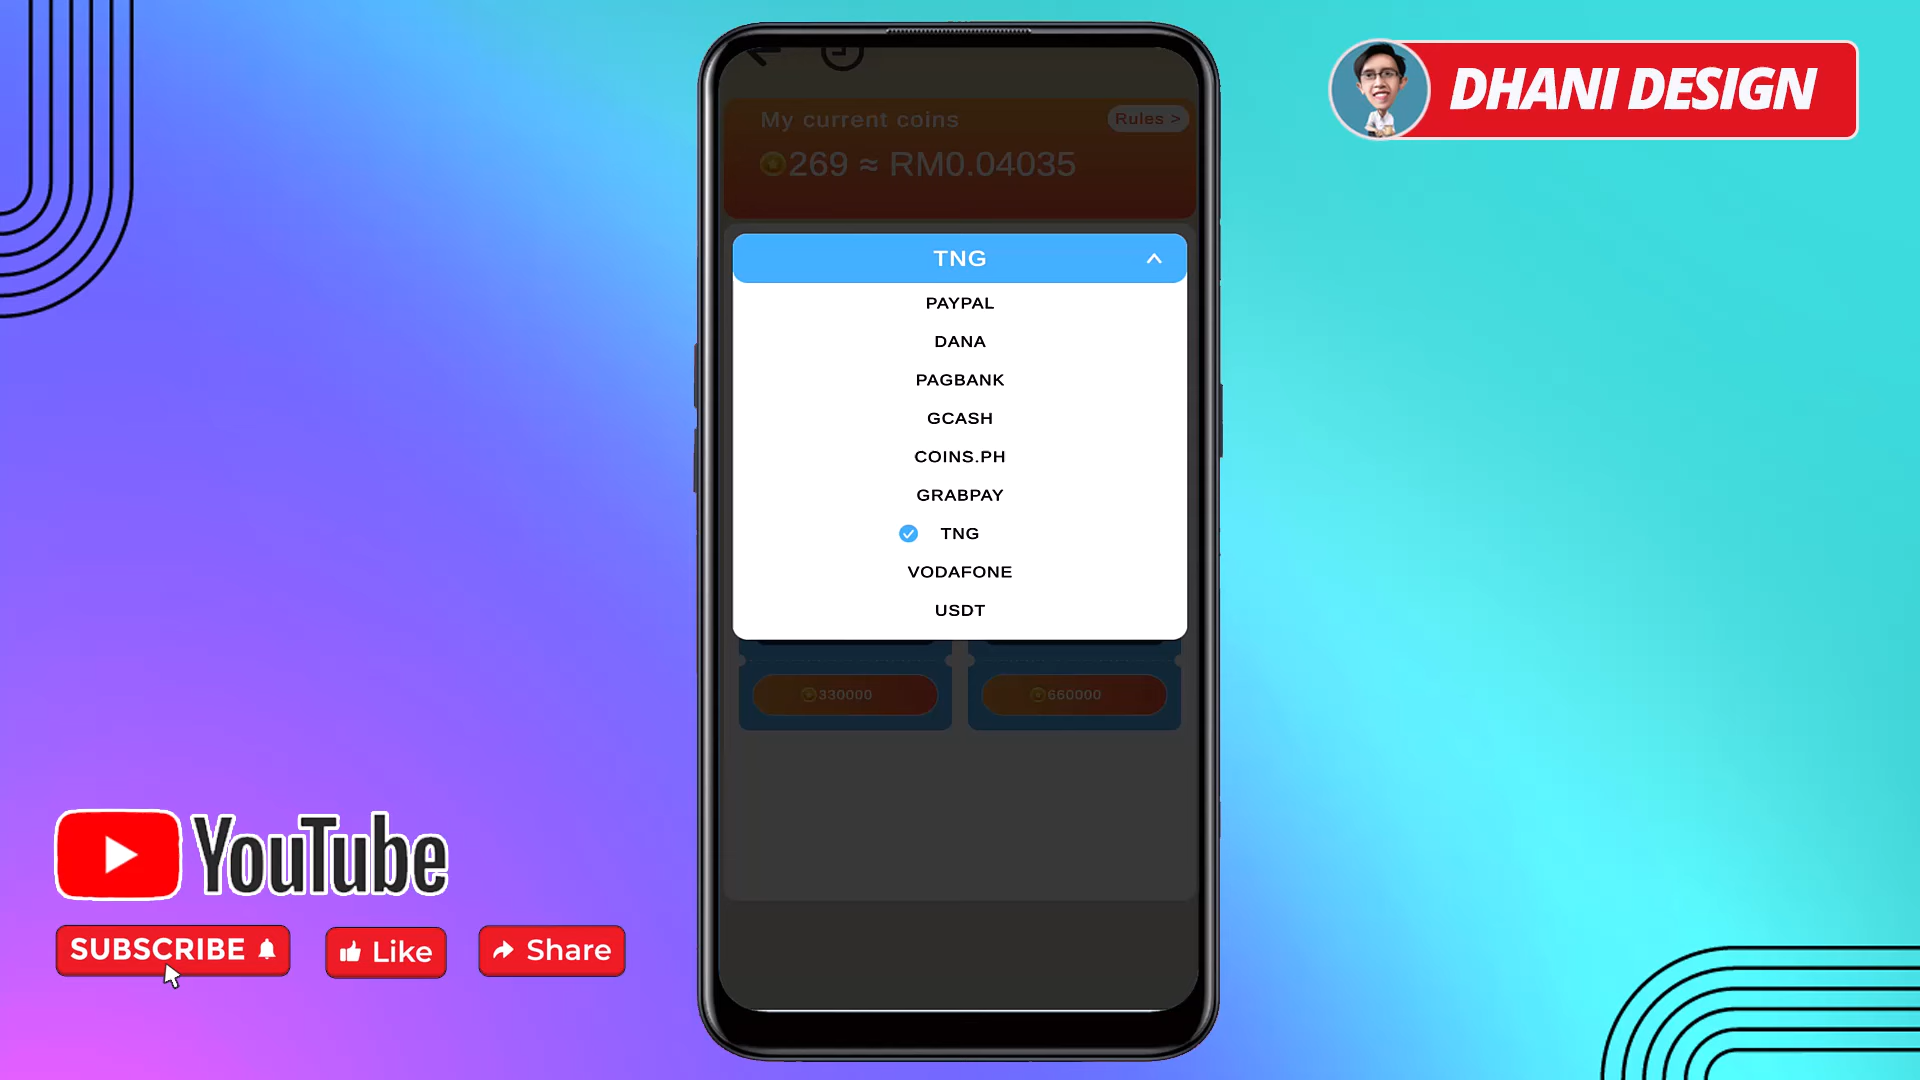 DHANI DESIGN
My current coins
Rules >
269 ≈ RM0.04035
TNG
PAYPAL
DANA
PAGBANK
GCASH
COINS.PH
GRABPAY
TNG
VODAFONE
USDT
330000
660000
YouTube
SUBSCRIBE
Like
Share